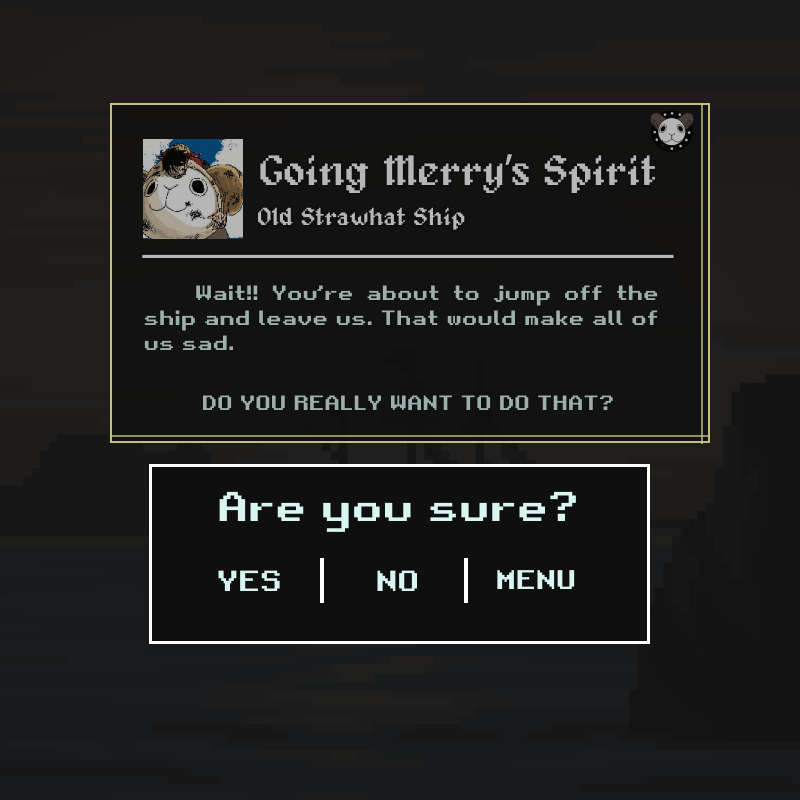 Going Merry's Spirit
Old Strawhat Ship
Wait!! You're about to jump off the
ship and leave us. That would make all of
us sad.
DO YOU REALLY WANT TO DO THAT?
Are you sure?
YES NO MENU